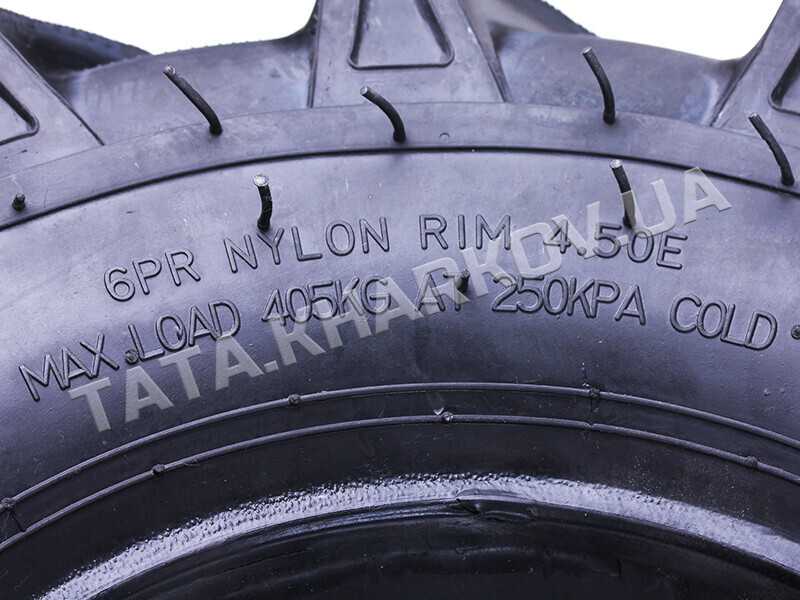 6PR NYLON RIM 4.50E
MAX.LOAD 405KG AT 250KPA COLD
TATA.KHARKOV.UA